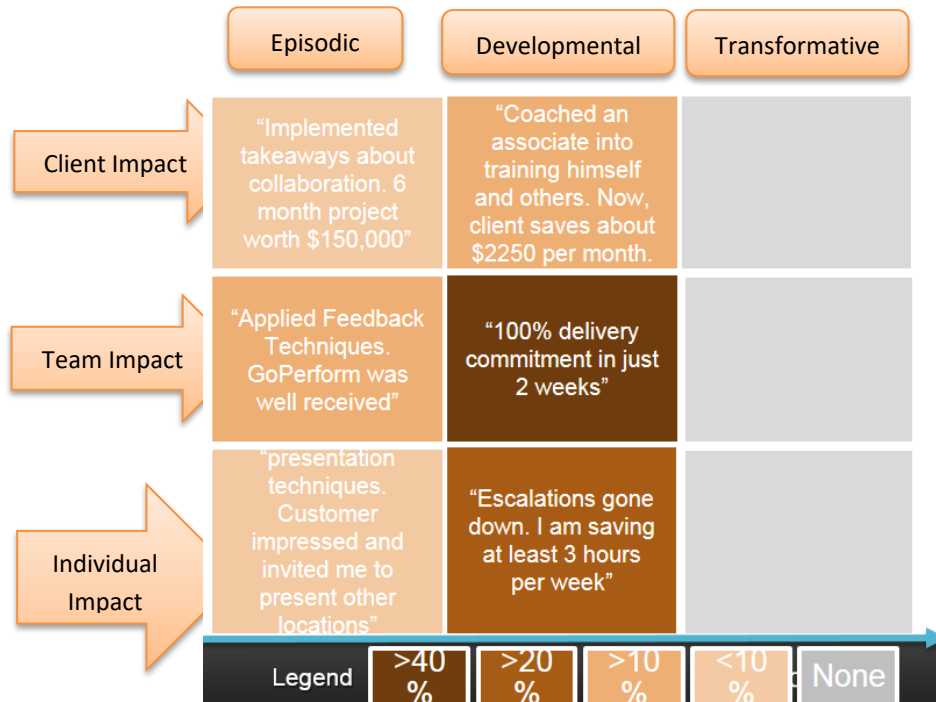 Episodic
Developmental
Transformative
Client Impact
“Implemented
takeaways about
collaboration. 6
month project
worth $150,000”
“Coached an
associate into
training himself
and others. Now,
client saves about
$2250 per month.
Team Impact
“Applied Feedback
Techniques.
GoPerform was
well received”
“100% delivery
commitment in just
2 weeks”
Individual
Impact
“presentation
techniques.
Customer
impressed and
invited me to
present other
locations”
“Escalations gone
down. I am saving
at least 3 hours
per week”
Legend
>40
%
>20
%
>10
%
<10
%
None